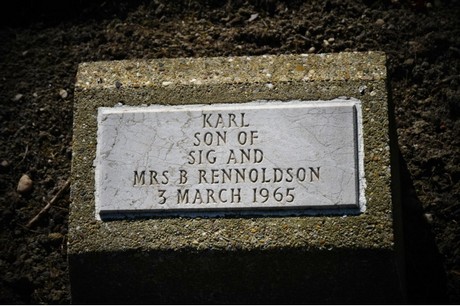 KARL
SON OF
SIG AND
MRS B RENNOLDSON
3 MARCH 1965